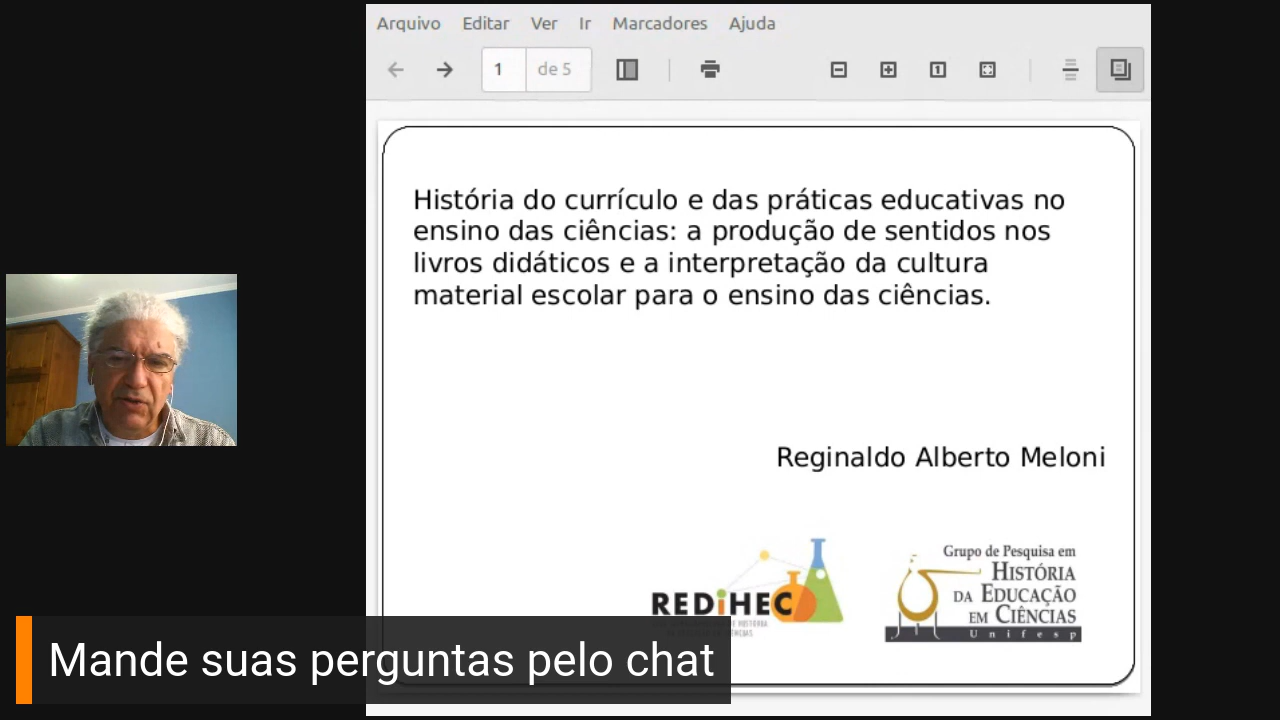 Arquivo Editar Ver Ir Marcadores Ajuda
1 de 5
História do currículo e das práticas educativas no
ensino das ciências: a produção de sentidos nos
livros didáticos e a interpretação da cultura
material escolar para o ensino das ciências.
Reginaldo Alberto Meloni
REDiHEC
Grupo de Pesquisa em
HISTÓRIA
DA EDUCAÇÃO
EM CIÊNCIAS
Unifesp
Mande suas perguntas pelo chat